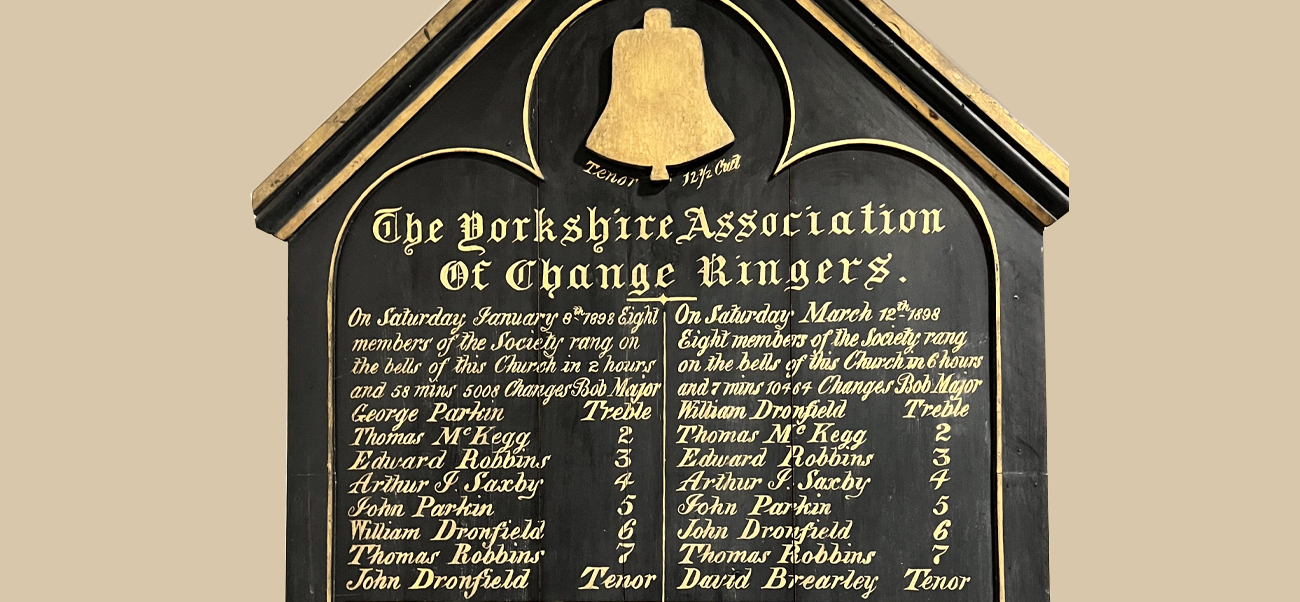 Tenor 12½ Cwt
The Yorkshire Association
Of Change Ringers.
On Saturday January 8th 1898 Eight
members of the Society rang on
the bells of this Church in 2 hours
and 58 mins 5008 Changes Bob Major
George Parkin Treble
Thomas McKegg 2
Edward Robbins 3
Arthur J. Saxby 4
John Parkin 5
William Dronfield 6
Thomas Robbins 7
John Dronfield Tenor
On Saturday March 12th 1898
Eight members of the Society rang
on the bells of this Church in 6 hours
and 7 mins 10464 Changes Bob Major
William Dronfield Treble
Thomas Mc Kegg 2
Edward Robbins 3
Arthur J. Saxby 4
John Parkin 5
John Dronfield 6
Thomas Robbins 7
David Brearley Tenor